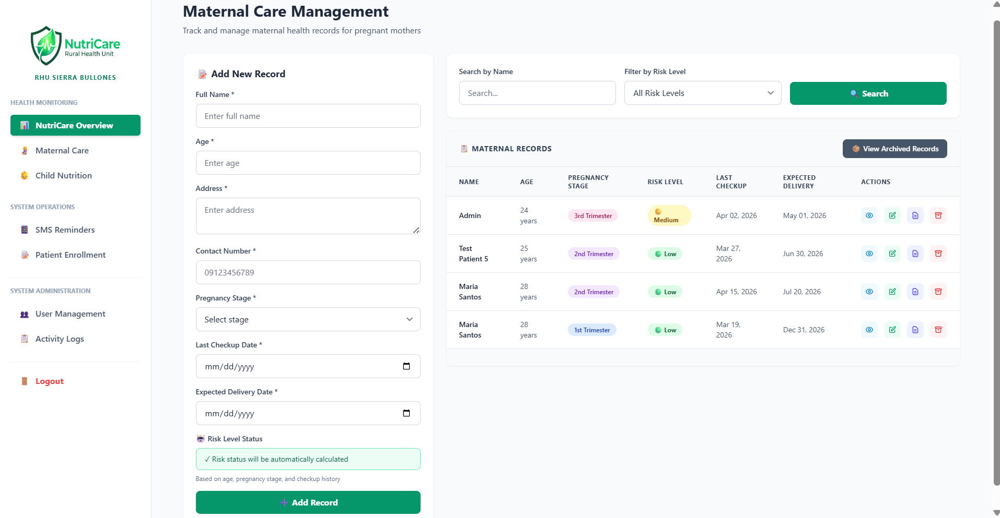 NutriCare
Rural Health Unit
RHU SIERRA BULLONES
HEALTH MONITORING
NutriCare Overview
Maternal Care
Child Nutrition
SYSTEM OPERATIONS
SMS Reminders
Patient Enrollment
SYSTEM ADMINISTRATION
User Management
Activity Logs
Logout
Maternal Care Management
Track and manage maternal health records for pregnant mothers
Add New Record
Full Name *
Enter full name
Age *
Enter age
Address *
Enter address
Contact Number *
09123456789
Pregnancy Stage *
Select stage
Last Checkup Date *
mm/dd/yyyy
Expected Delivery Date *
mm/dd/yyyy
Risk Level Status
✓ Risk status will be automatically calculated
Based on age, pregnancy stage, and checkup history
Add Record
Search by Name
Search...
Filter by Risk Level
All Risk Levels
Search
MATERNAL RECORDS
View Archived Records
NAME AGE PREGNANCY STAGE RISK LEVEL LAST CHECKUP EXPECTED DELIVERY ACTIONS
Admin 24 years 3rd Trimester Medium Apr 02, 2026 May 01, 2026
Test Patient 5 25 years 2nd Trimester Low Mar 27, 2026 Jun 30, 2026
Maria Santos 28 years 2nd Trimester Low Apr 15, 2026 Jul 20, 2026
Maria Santos 28 years 1st Trimester Low Mar 19, 2026 Dec 31, 2026